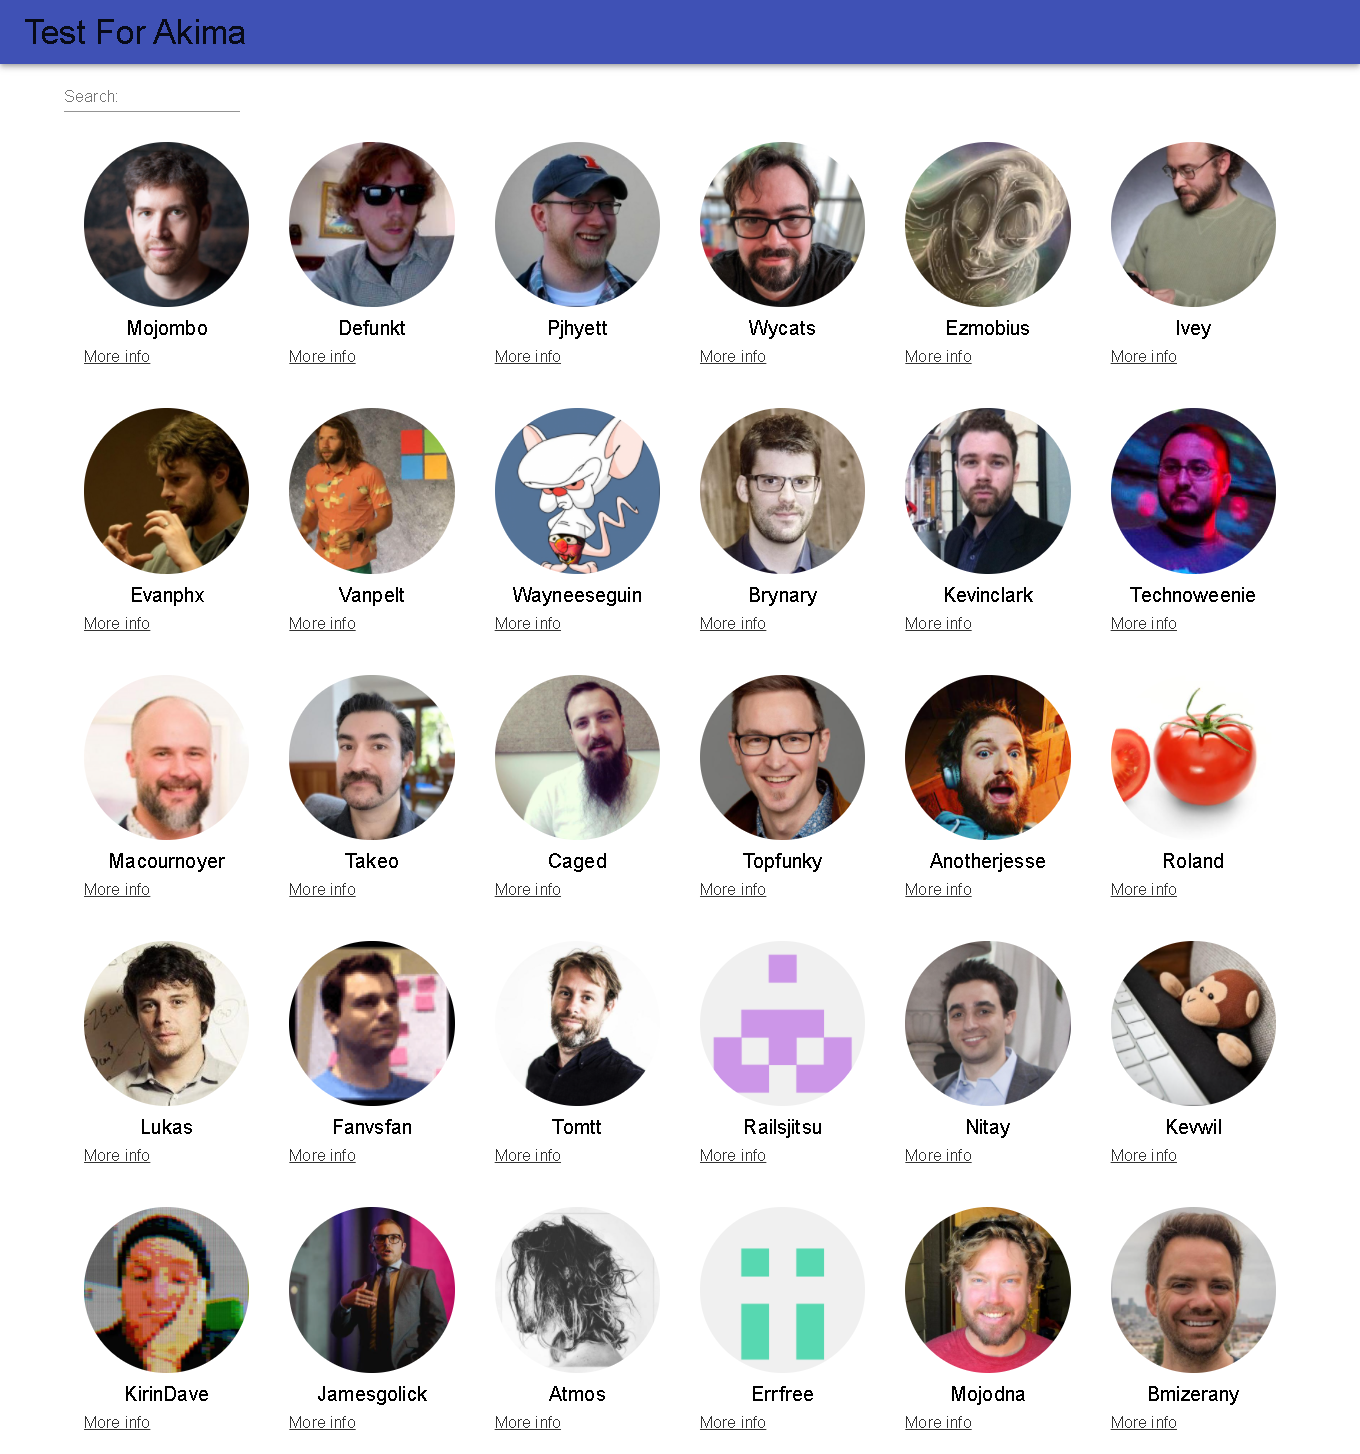 Test For Akima
Search:
Mojombo Defunkt Pjhyett Wycats Ezmobius Ivey
More info More info More info More info More info More info
Evanphx Vanpelt Wayneeseguin Brynary Kevinclark Technoweenie
More info More info More info More info More info More info
Macournoyer Takeo Caged Topfunky Anotherjesse Roland
More info More info More info More info More info More info
Lukas Fanvsfan Tomtt Railsjitsu Nitay Kevwil
More info More info More info More info More info More info
KirinDave Jamesgolick Atmos Errfree Mojodna Bmizerany
More info More info More info More info More info More info